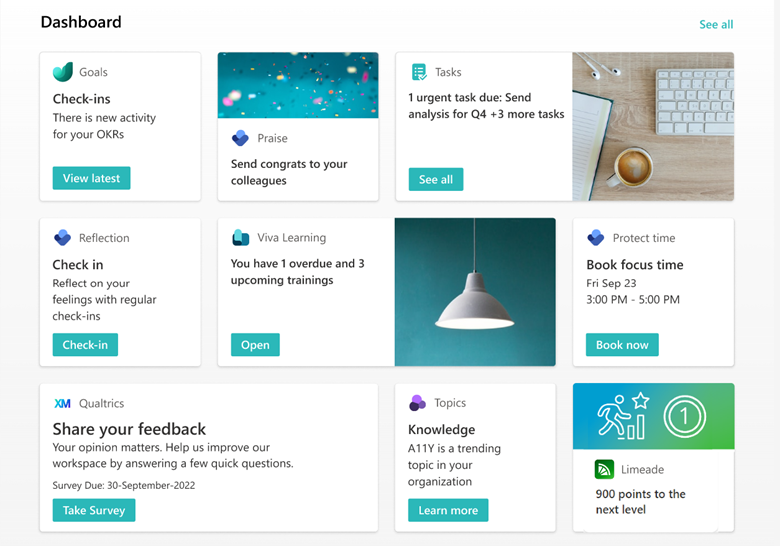 Dashboard
See all
Goals
Check-ins
There is new activity
for your OKRs
View latest
Praise
Send congrats to your
colleagues
Tasks
1 urgent task due: Send
analysis for Q4 +3 more tasks
See all
Reflection
Check in
Reflect on your
feelings with regular
check-ins
Check-in
Viva Learning
You have 1 overdue and 3
upcoming trainings
Open
Protect time
Book focus time
Fri Sep 23
3:00 PM - 5:00 PM
Book now
XM Qualtrics
Share your feedback
Your opinion matters. Help us improve our
workspace by answering a few quick questions.
Survey Due: 30-September-2022
Take Survey
Topics
Knowledge
A11Y is a trending
topic in your
organization
Learn more
1
Limeade
900 points to the
next level